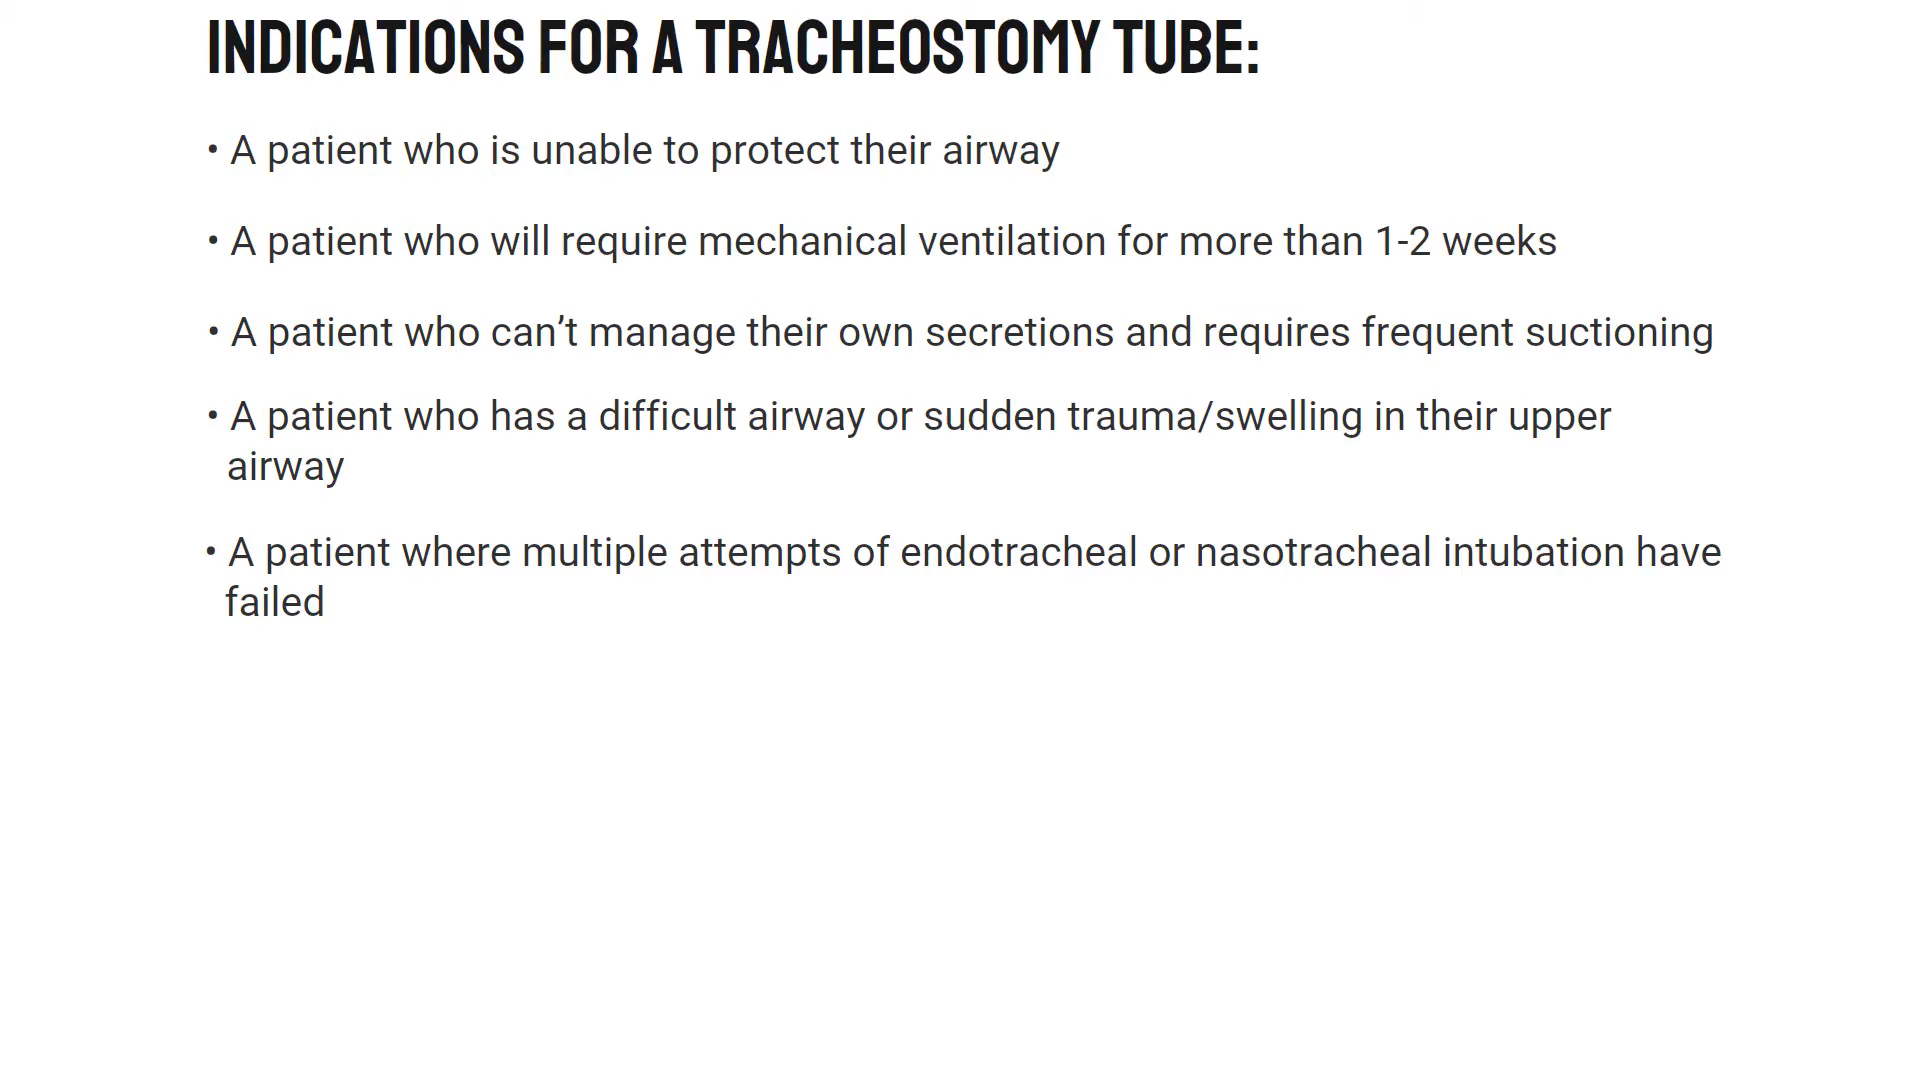 INDICATIONS FOR A TRACHEOSTOMY TUBE:
• A patient who is unable to protect their airway
• A patient who will require mechanical ventilation for more than 1-2 weeks
• A patient who can’t manage their own secretions and requires frequent suctioning
• A patient who has a difficult airway or sudden trauma/swelling in their upper
airway
• A patient where multiple attempts of endotracheal or nasotracheal intubation have
failed